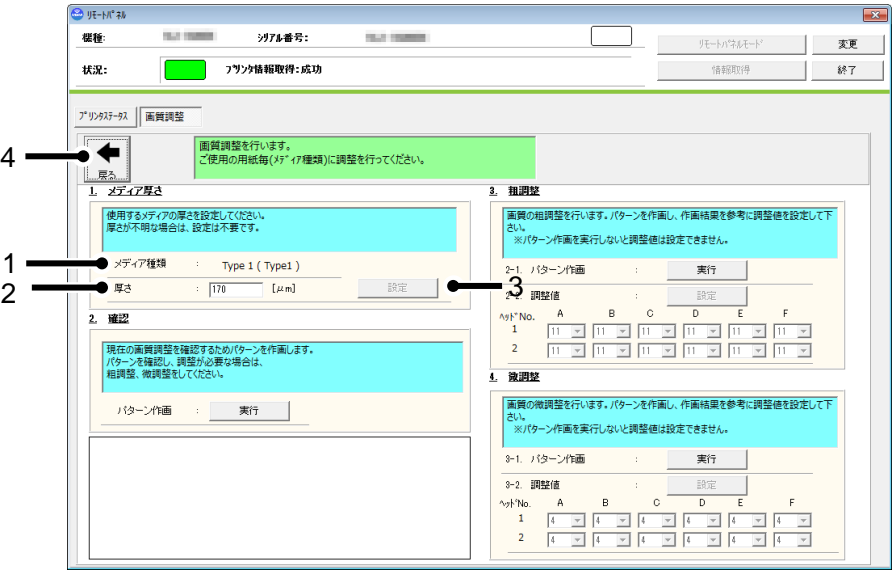 リモートパネル
機種:
シリアル番号:
リモートパネルモード
変更
状況:
プリンタ情報取得:成功
情報取得
終了
プリンタステータス
画質調整
4
戻る
画質調整を行います。
ご使用の用紙毎(メディア種類)に調整を行ってください。
1. メディア厚さ
使用するメディアの厚さを設定してください。
厚さが不明な場合は、設定は不要です。
1
メディア種類 : Type 1 ( Type1 )
2
厚さ : 170 [μm] 設定
3
2. 確認
現在の画質調整を確認するためパターンを作画します。
パターンを確認し、調整が必要な場合は、
粗調整、微調整をしてください。
パターン作画 : 実行
3. 粗調整
画質の粗調整を行います。パターンを作画し、作画結果を参考に調整値を設定して下
さい。
※パターン作画を実行しないと調整値は設定できません。
2-1. パターン作画 : 実行
2-2. 調整値 : 設定
ヘッドNo. A B C D E F
1 11 11 11 11 11 11
2 11 11 11 11 11 11
4. 微調整
画質の微調整を行います。パターンを作画し、作画結果を参考に調整値を設定して下
さい。
※パターン作画を実行しないと調整値は設定できません。
3-1. パターン作画 : 実行
3-2. 調整値 : 設定
ヘッドNo. A B C D E F
1 4 4 4 4 4 4
2 4 4 4 4 4 4